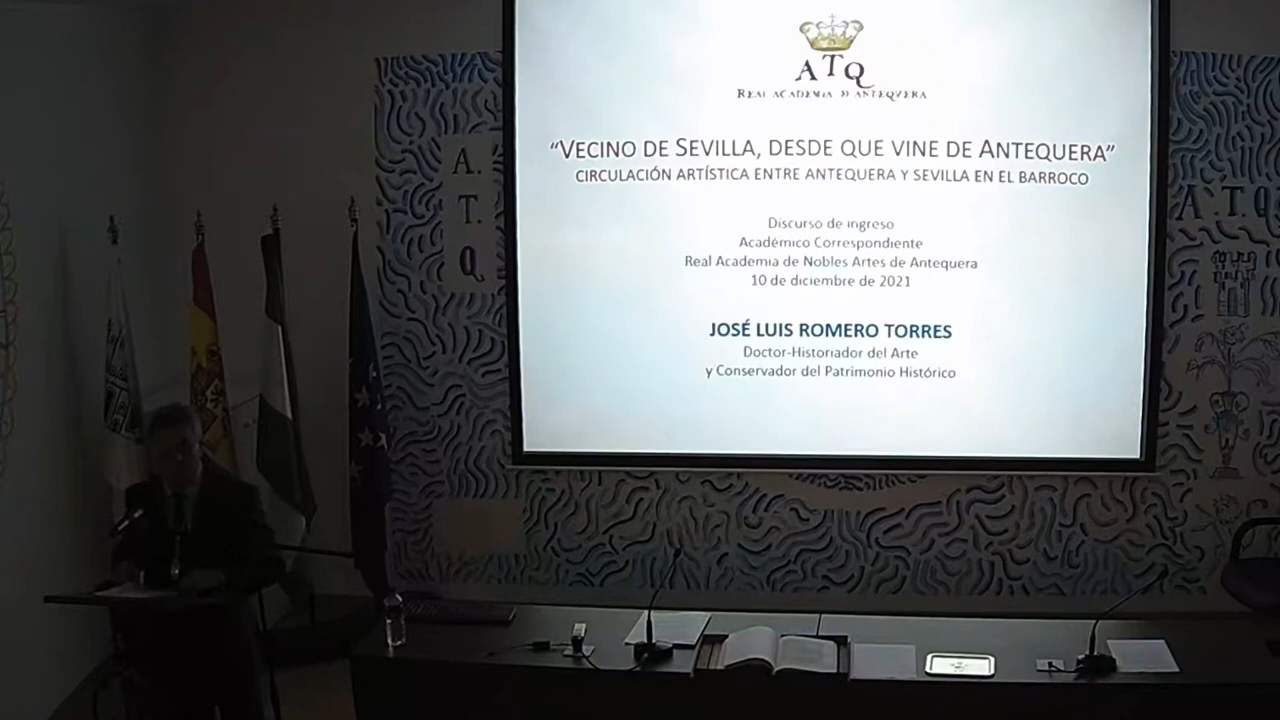 ATQ
REAL ACADEMIA D ANTEQVERA
“VECINO DE SEVILLA, DESDE QUE VINE DE ANTEQUERA”
CIRCULACIÓN ARTÍSTICA ENTRE ANTEQUERA Y SEVILLA EN EL BARROCO
Discurso de ingreso
Académico Correspondiente
Real Academia de Nobles Artes de Antequera
10 de diciembre de 2021
JOSÉ LUIS ROMERO TORRES
Doctor-Historiador del Arte
y Conservador del Patrimonio Histórico
A.
T.
Q
A.T.Q